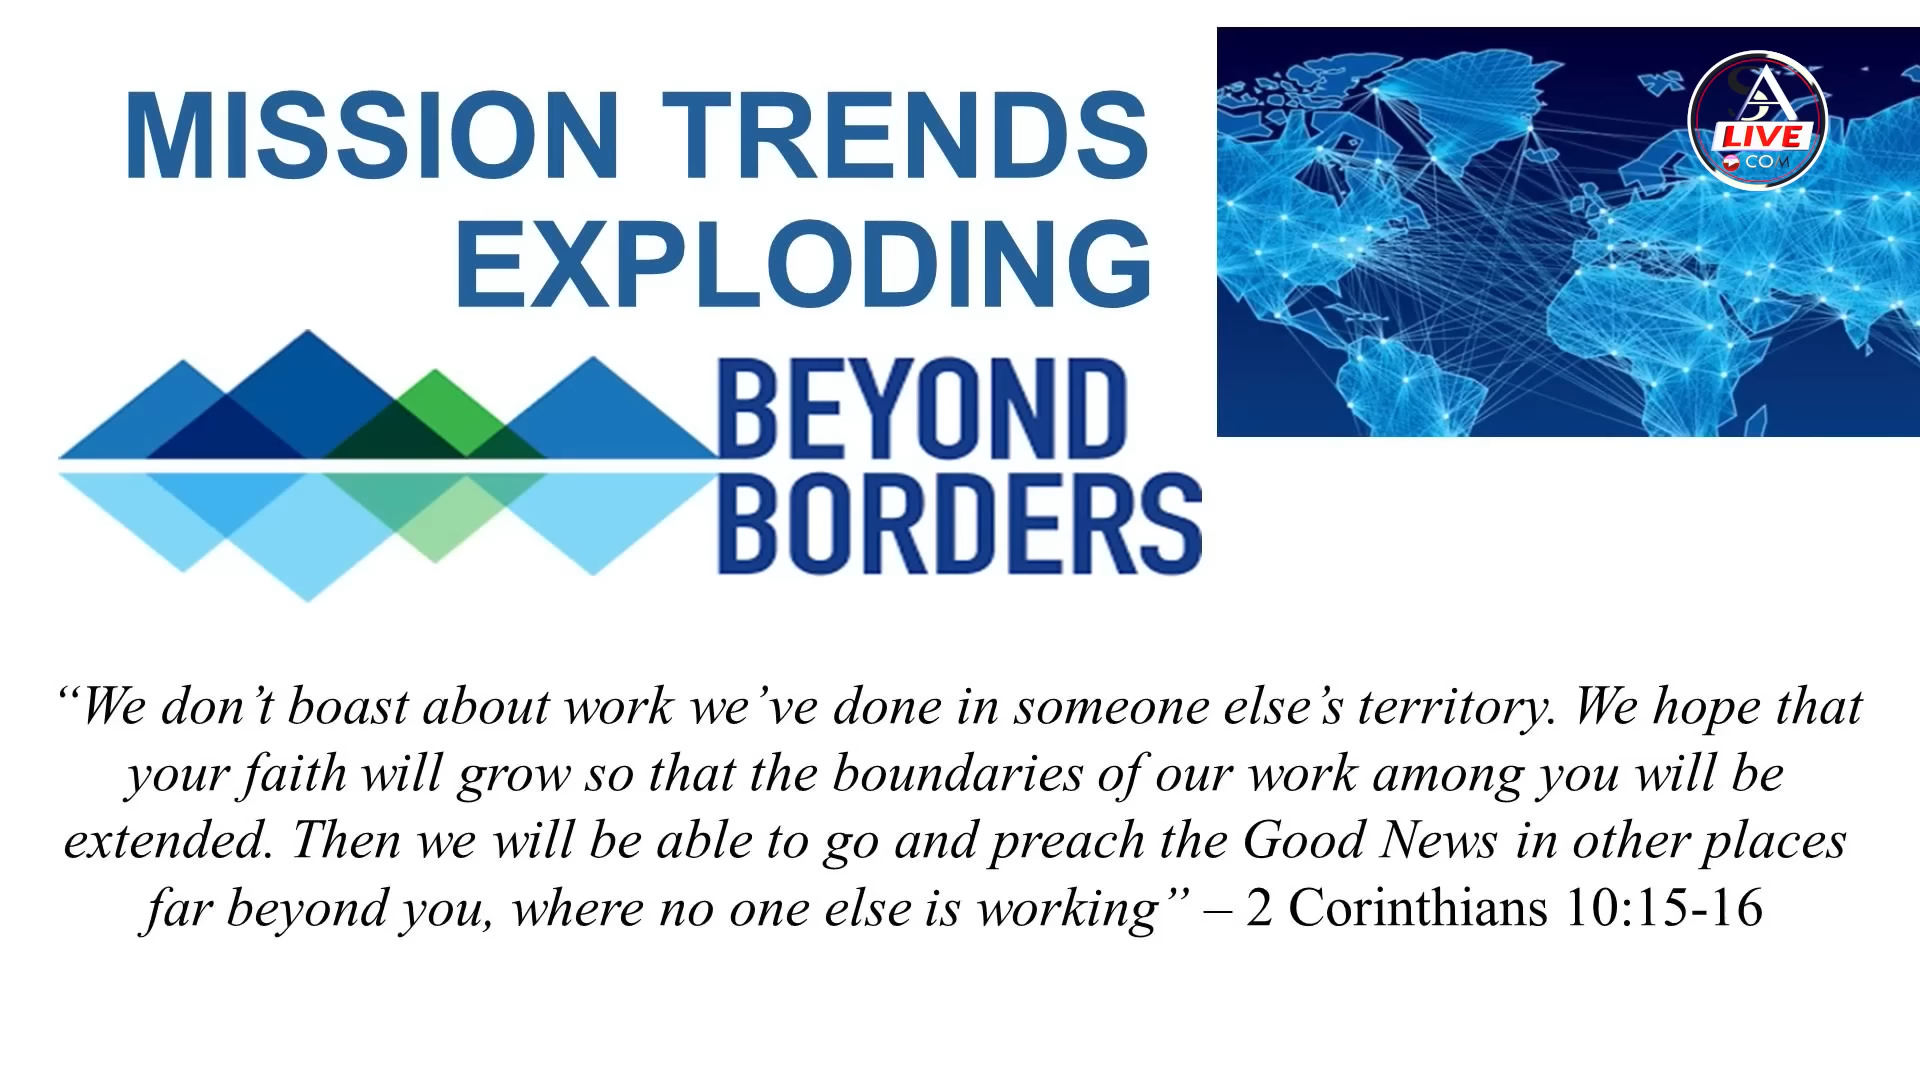 MISSION TRENDS
EXPLODING
BEYOND
BORDERS
A
LIVE
COM
“We don’t boast about work we’ve done in someone else’s territory. We hope that
your faith will grow so that the boundaries of our work among you will be
extended. Then we will be able to go and preach the Good News in other places
far beyond you, where no one else is working” – 2 Corinthians 10:15-16